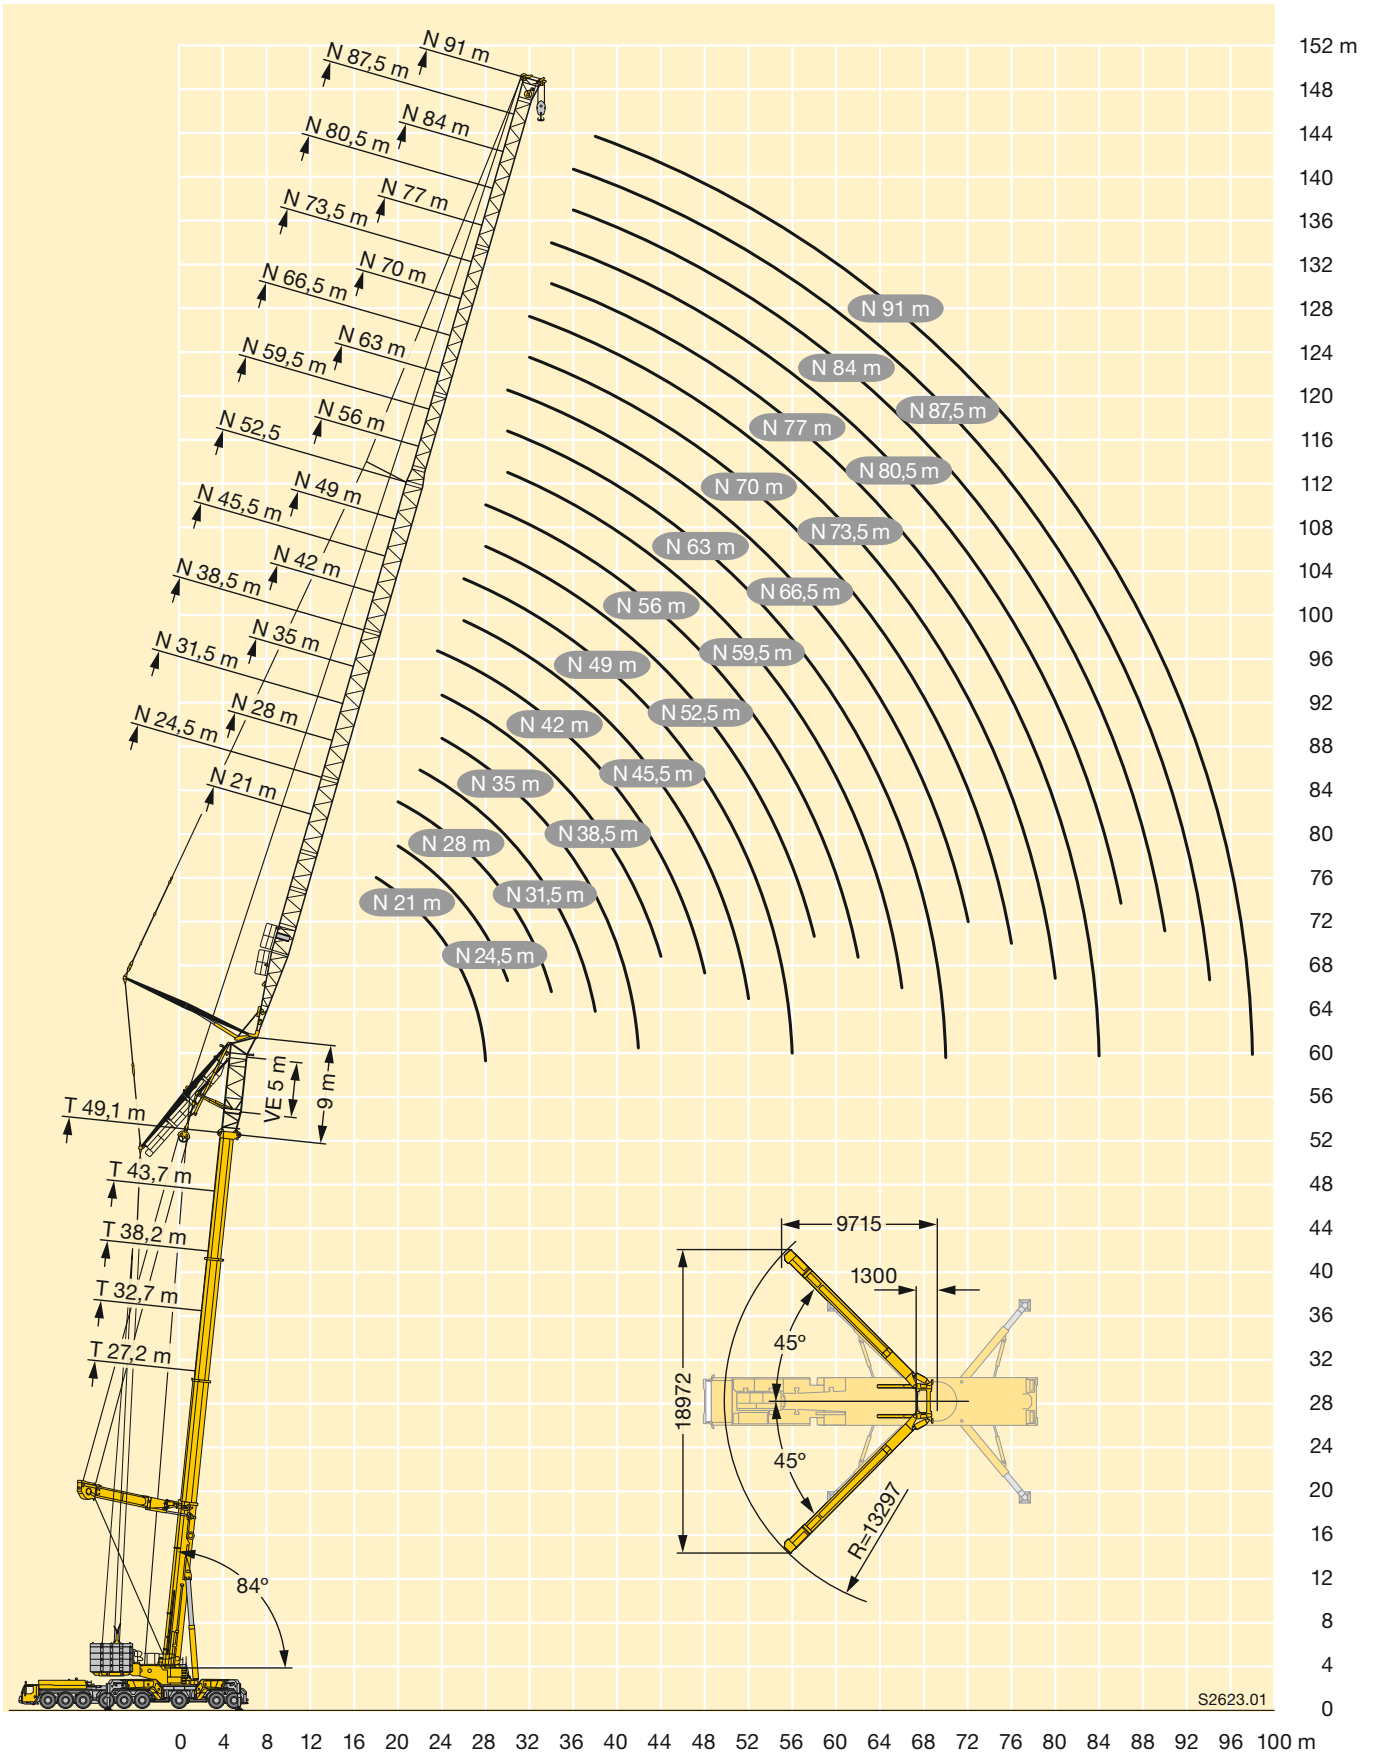 152 m
148
144
140
136
132
128
124
120
116
112
108
104
100
96
92
88
84
80
76
72
68
64
60
56
52
48
44
40
36
32
28
24
20
16
12
8
4
0
N 91 m
N 87,5 m
N 84 m
N 80,5 m
N 77 m
N 73,5 m
N 70 m
N 66,5 m
N 63 m
N 59,5 m
N 56 m
N 52,5
N 49 m
N 45,5 m
N 42 m
N 38,5 m
N 35 m
N 31,5 m
N 28 m
N 24,5 m
N 21 m
N 91 m
N 84 m
N 87,5 m
N 77 m
N 80,5 m
N 70 m
N 73,5 m
N 63 m
N 66,5 m
N 56 m
N 59,5 m
N 49 m
N 52,5 m
N 42 m
N 45,5 m
N 35 m
N 38,5 m
N 28 m
N 31,5 m
N 21 m
N 24,5 m
VE 5 m
9 m
T 49,1 m
T 43,7 m
T 38,2 m
T 32,7 m
T 27,2 m
84º
9715
1300
45º
18972
45º
R=13297
S2623.01
0 4 8 12 16 20 24 28 32 36 40 44 48 52 56 60 64 68 72 76 80 84 88 92 96 100 m